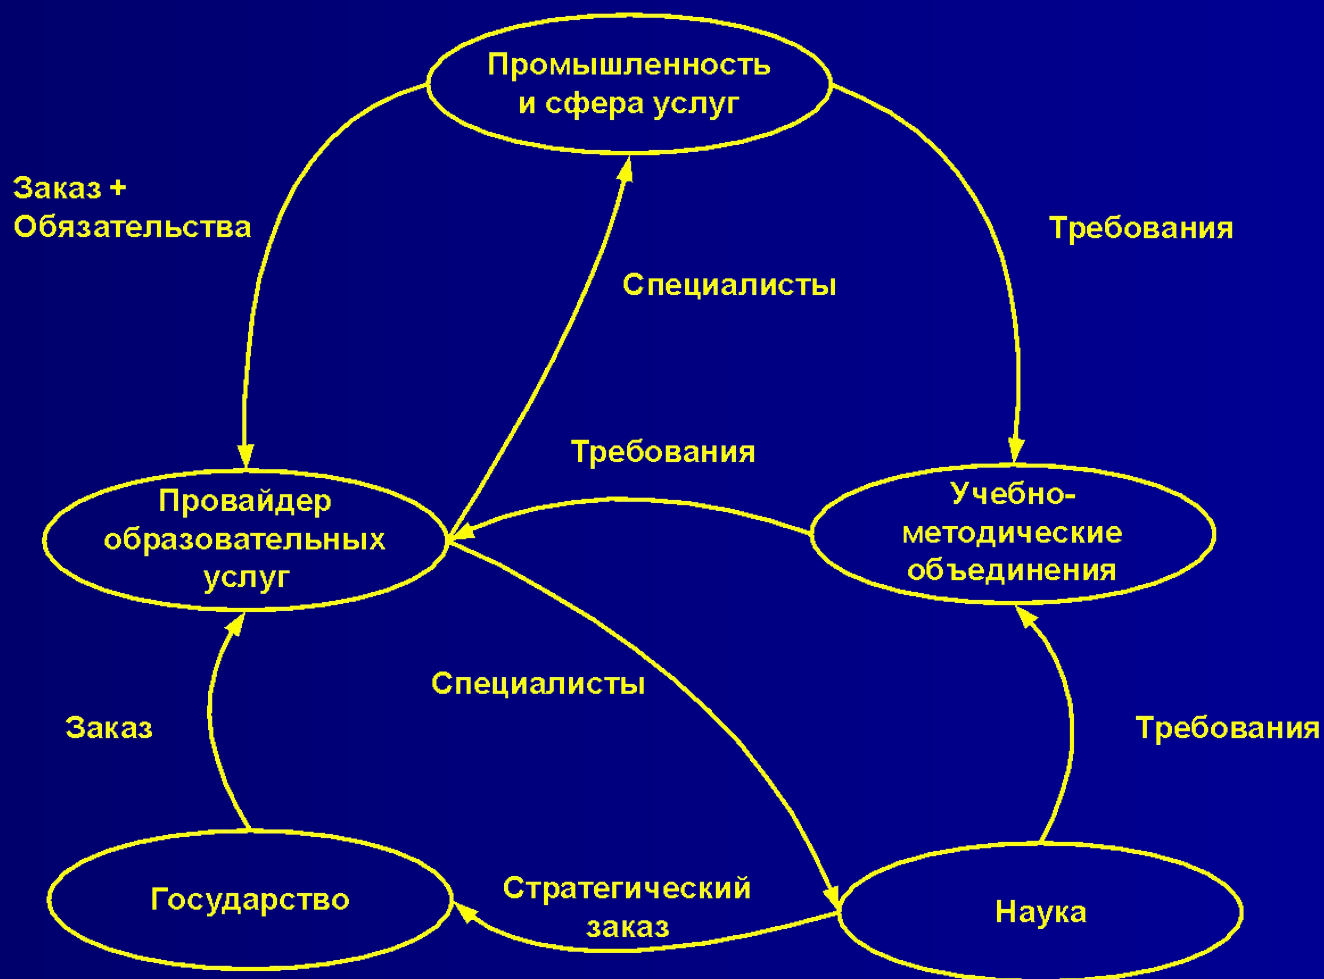 Промышленность
и сфера услуг
Заказ +
Обязательства
Требования
Специалисты
Требования
Провайдер
образовательных
услуг
Учебно-
методические
объединения
Специалисты
Заказ
Требования
Стратегический
заказ
Государство
Наука